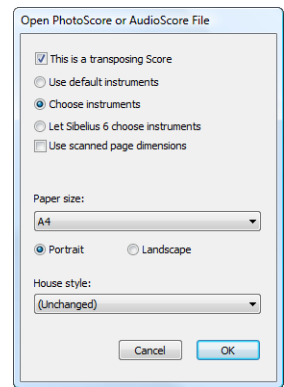 Open PhotoScore or AudioScore File
This is a transposing Score
Use default instruments
Choose instruments
Let Sibelius 6 choose instruments
Use scanned page dimensions
Paper size:
A4
Portrait Landscape
House style:
(Unchanged)
Cancel OK